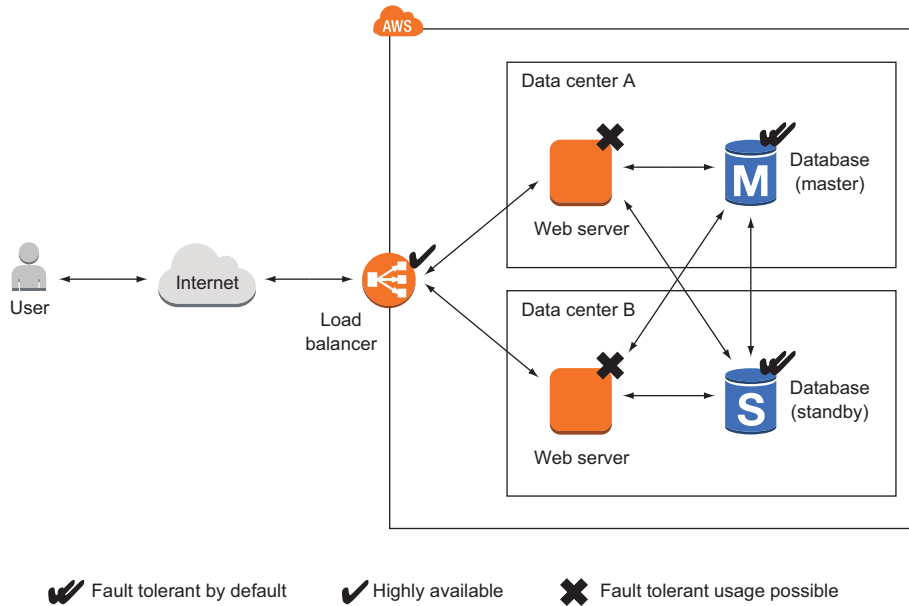 AWS
Data center A
Database
(master)
M
Web server
User
Internet
Load
balancer
Data center B
Database
(standby)
S
Web server
Fault tolerant by default
Highly available
Fault tolerant usage possible